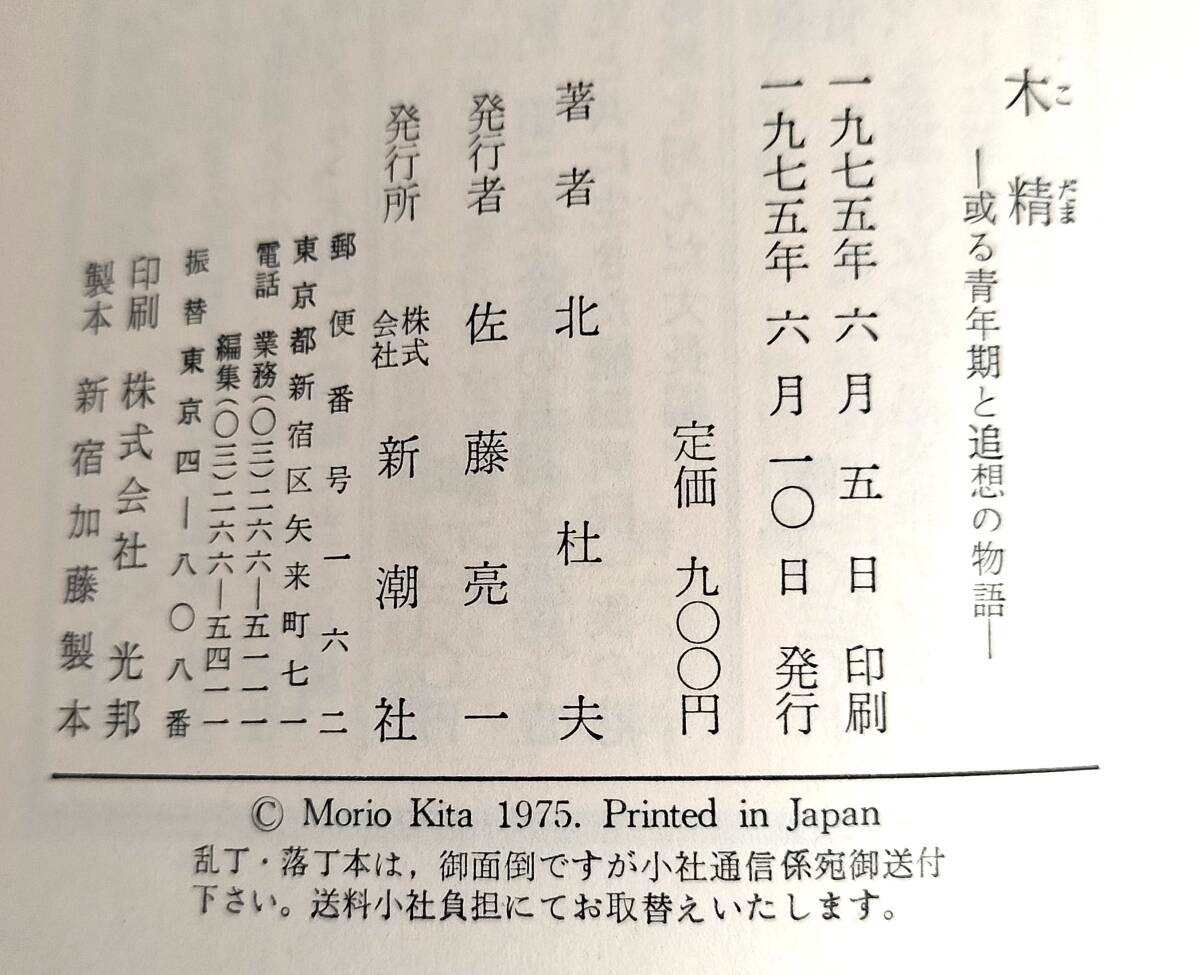 木精
こだま
―或る青年期と追想の物語―
一九七五年六月五日印刷
一九七五年六月一〇日発行
定価 九〇〇円
著者 北杜夫
発行者 佐藤亮一
発行所 株式会社 新潮社
郵便番号一六二
東京都新宿区矢来町七一
電話 業務(〇三)二六六―五一一一
編集(〇三)二六六―五四一一
振替東京四―八〇八番
印刷 株式会社 光邦
製本 新宿加藤製本
© Morio Kita 1975. Printed in Japan
乱丁・落丁本は，御面倒ですが小社通信係宛御送付
下さい。送料小社負担にてお取替えいたします。